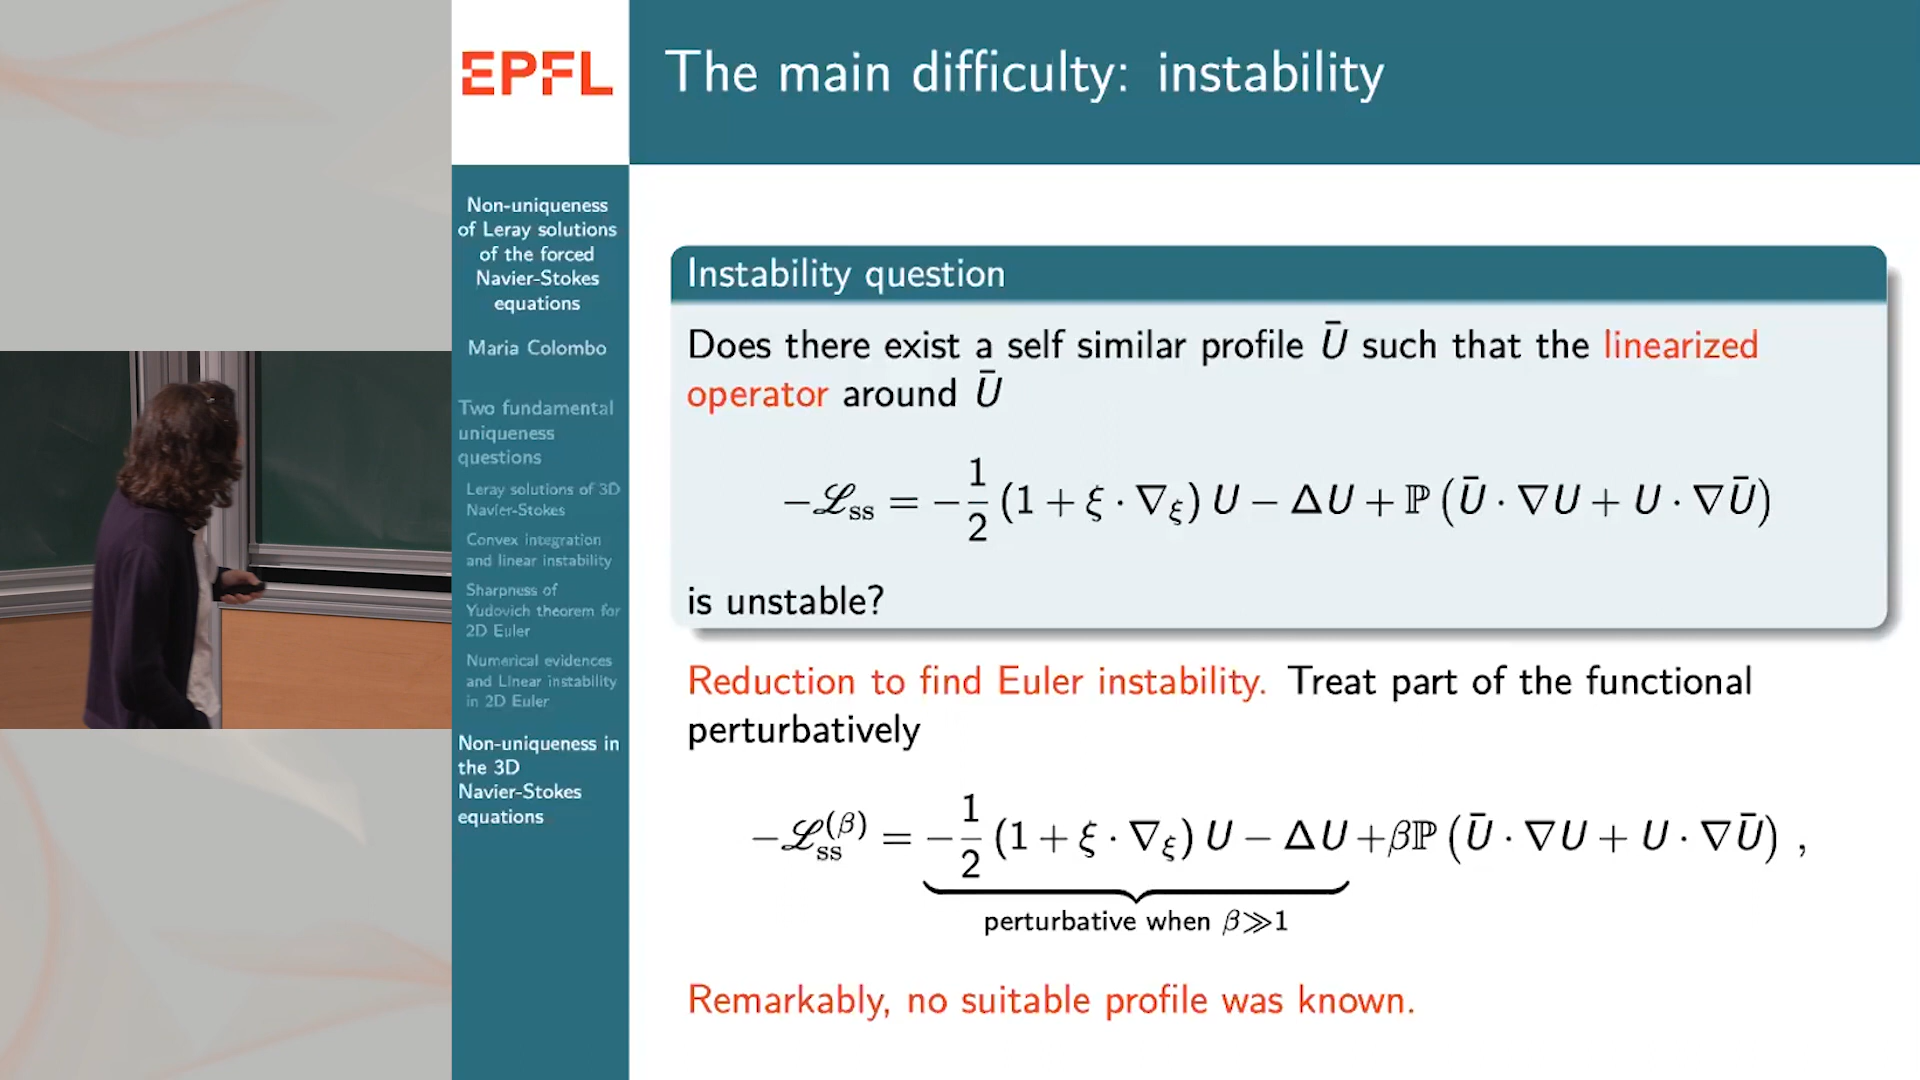 EPFL
The main difficulty: instability
Non-uniqueness
of Leray solutions
of the forced
Navier-Stokes
equations
Maria Colombo
Two fundamental
uniqueness
questions
Leray solutions of 3D
Navier-Stokes
Convex integration
and linear instability
Sharpness of
Yudovich theorem for
2D Euler
Numerical evidences
and Linear instability
in 2D Euler
Non-uniqueness in
the 3D
Navier-Stokes
equations
Instability question
Does there exist a self similar profile Ū such that the linearized
operator around Ū
−ℒ_ss = −1/2 (1 + ξ · ∇_ξ) U − ΔU + ℙ (Ū · ∇U + U · ∇Ū)
is unstable?
Reduction to find Euler instability. Treat part of the functional
perturbatively
−ℒ_ss^(β) = −1/2 (1 + ξ · ∇_ξ) U − ΔU +βℙ (Ū · ∇U + U · ∇Ū) ,
perturbative when β≫1
Remarkably, no suitable profile was known.